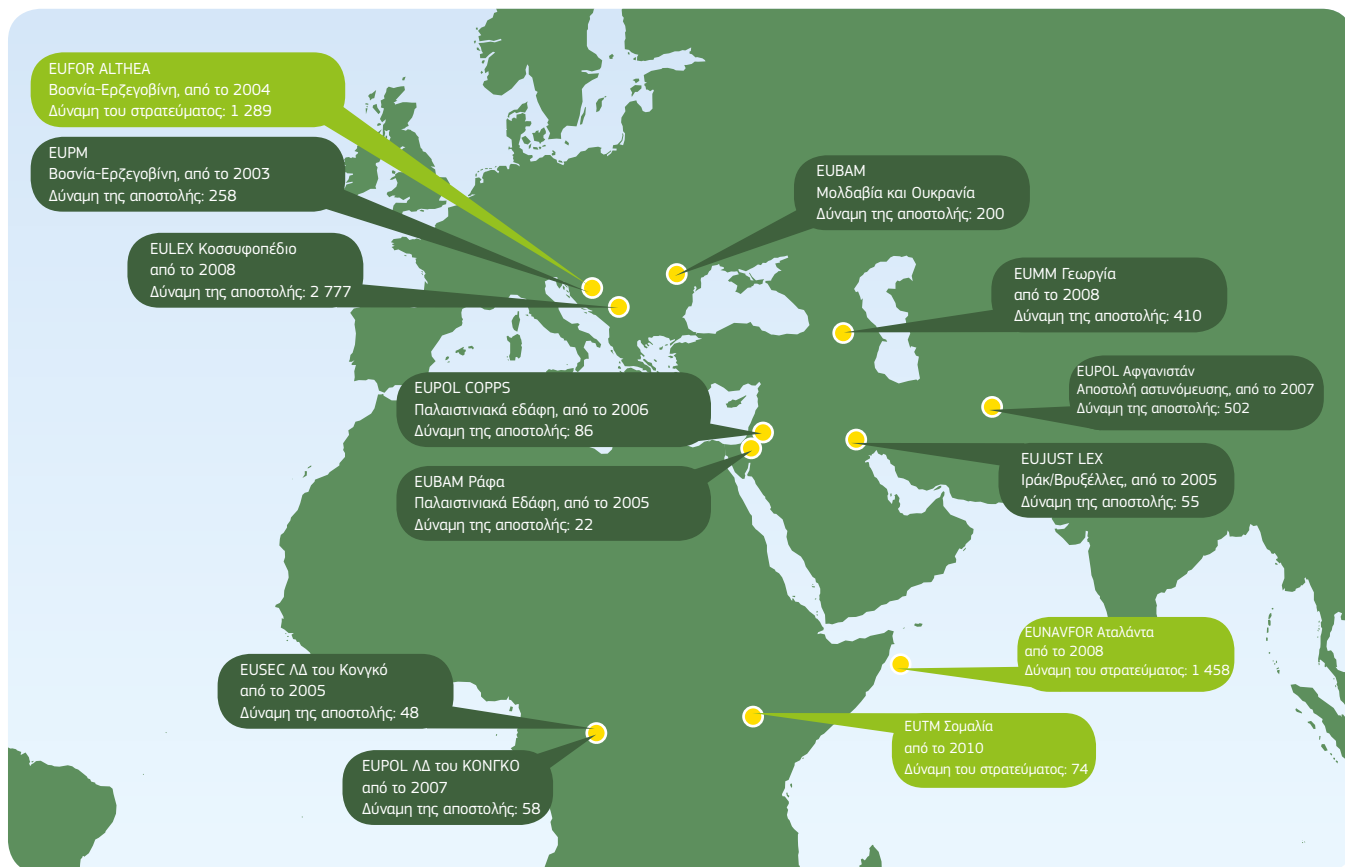 EUFOR ALTHEA
Βοσνία-Ερζεγοβίνη, από το 2004
Δύναμη του στρατεύματος: 1 289
EUPM
Βοσνία-Ερζεγοβίνη, από το 2003
Δύναμη της αποστολής: 258
EULEX Κοσσυφοπέδιο
από το 2008
Δύναμη της αποστολής: 2 777
EUBAM
Μολδαβία και Ουκρανία
Δύναμη της αποστολής: 200
EUMM Γεωργία
από το 2008
Δύναμη της αποστολής: 410
EUPOL COPPS
Παλαιστινιακά εδάφη, από το 2006
Δύναμη της αποστολής: 86
EUPOL Αφγανιστάν
Αποστολή αστυνόμευσης, από το 2007
Δύναμη της αποστολής: 502
EUBAM Ράφα
Παλαιστινιακά Εδάφη, από το 2005
Δύναμη της αποστολής: 22
EUJUST LEX
Ιράκ/Βρυξέλλες, από το 2005
Δύναμη της αποστολής: 55
EUNAVFOR Αταλάντα
από το 2008
Δύναμη του στρατεύματος: 1 458
EUSEC ΛΔ του Κονγκό
από το 2005
Δύναμη της αποστολής: 48
EUTM Σομαλία
από το 2010
Δύναμη του στρατεύματος: 74
EUPOL ΛΔ του ΚΟΝΓΚΟ
από το 2007
Δύναμη της αποστολής: 58